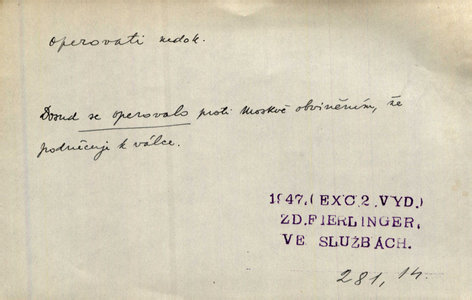 operovati nedok.
Dosud se operovalo proti Moskvě obviněním, že
podněcuje k válce.
1947.(EXC.2.VYD.)
ZD.FIERLINGER,
VE SLUŽBÁCH.
281, 14.